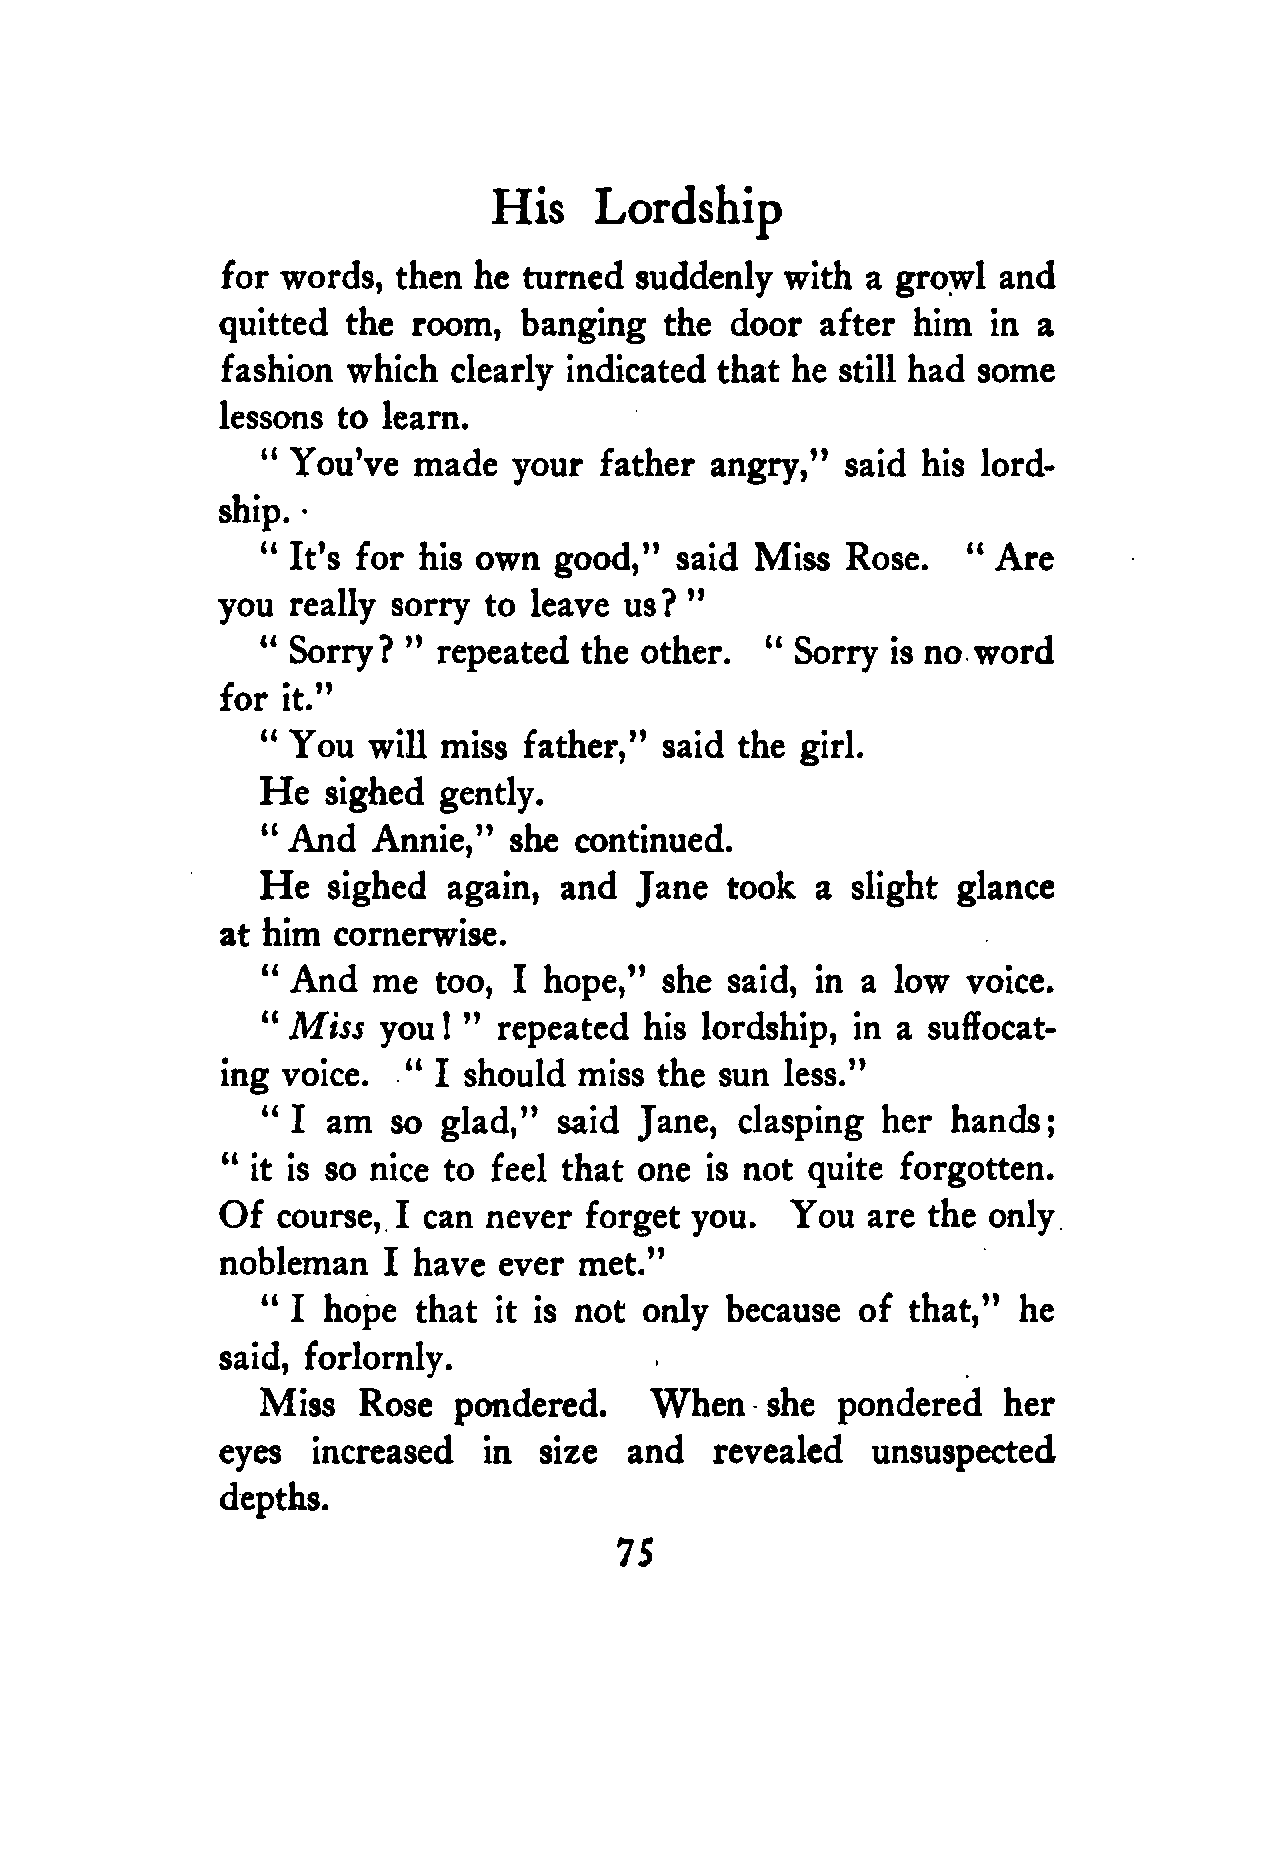 His Lordship
for words, then he turned suddenly with a growl and
quitted the room, banging the door after him in a
fashion which clearly indicated that he still had some
lessons to learn.
" You've made your father angry," said his lord-
ship.
" It's for his own good," said Miss Rose. " Are
you really sorry to leave us? "
" Sorry? " repeated the other. " Sorry is no word
for it."
" You will miss father," said the girl.
He sighed gently.
" And Annie," she continued.
He sighed again, and Jane took a slight glance
at him cornerwise.
" And me too, I hope," she said, in a low voice.
" Miss you! " repeated his lordship, in a suffocat-
ing voice. " I should miss the sun less."
" I am so glad," said Jane, clasping her hands;
" it is so nice to feel that one is not quite forgotten.
Of course, I can never forget you. You are the only
nobleman I have ever met."
" I hope that it is not only because of that," he
said, forlornly.
Miss Rose pondered. When she pondered her
eyes increased in size and revealed unsuspected
depths.
75